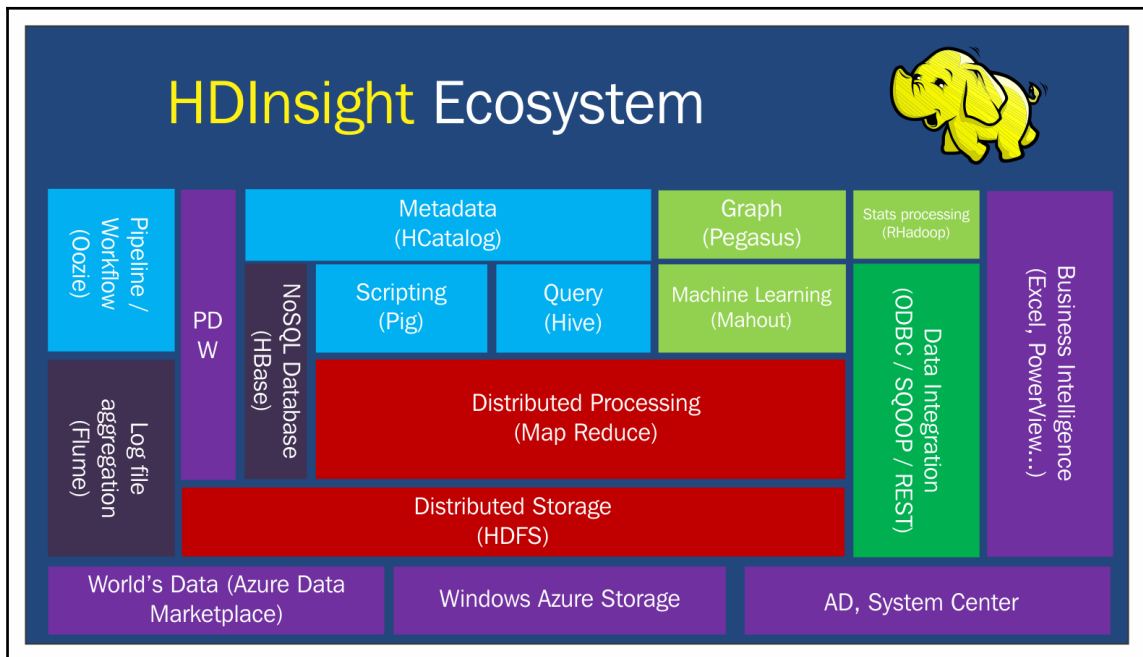 HDInsight Ecosystem
Pipeline /
Workflow
(Oozie)
PD
W
Metadata
(HCatalog)
Graph
(Pegasus)
Stats processing
(RHadoop)
Business Intelligence
(Excel, PowerView...)
NoSQL Database
(HBase)
Scripting
(Pig)
Query
(Hive)
Machine Learning
(Mahout)
Data Integration
(ODBC / SQOOP / REST)
Log file
aggregation
(Flume)
Distributed Processing
(Map Reduce)
Distributed Storage
(HDFS)
World's Data (Azure Data
Marketplace)
Windows Azure Storage
AD, System Center